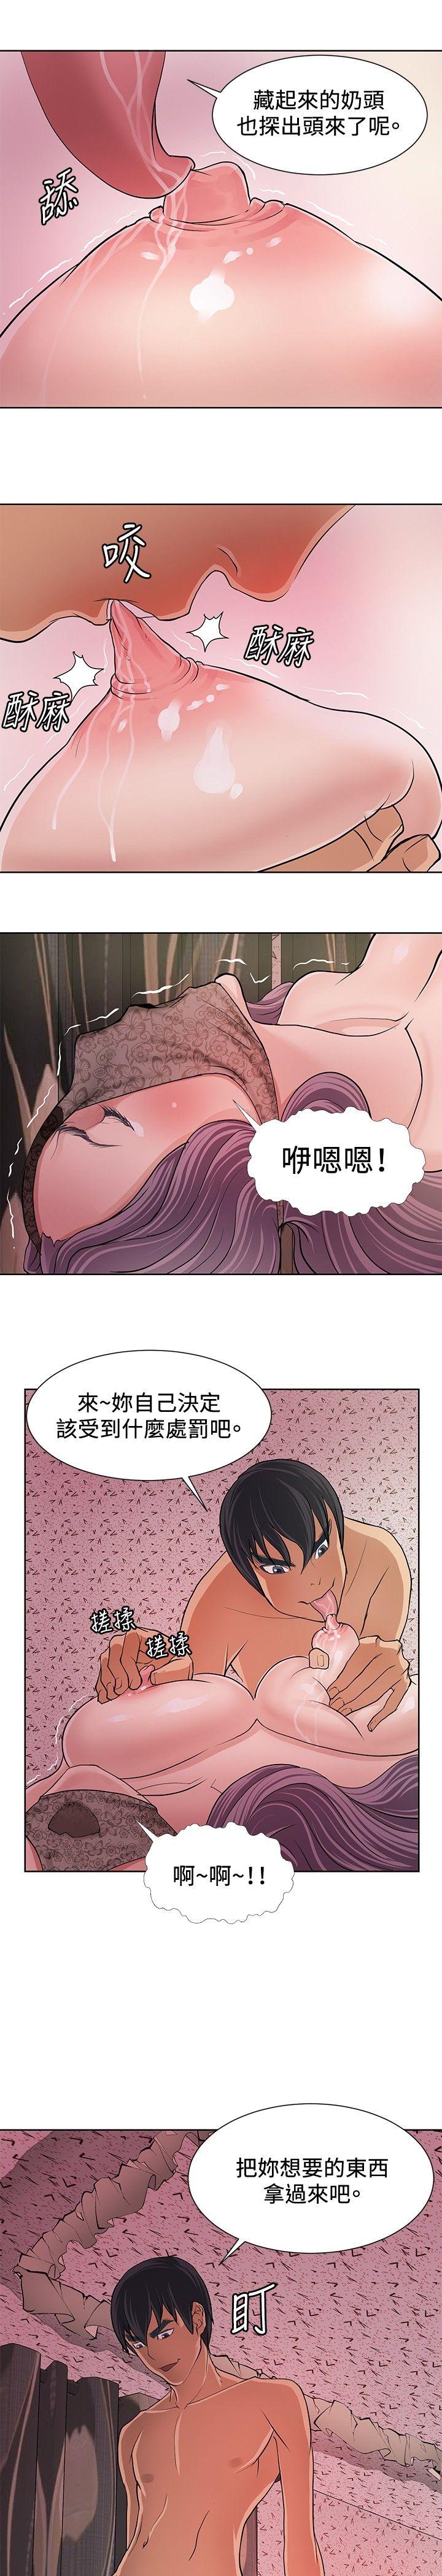 藏起來的奶頭
也探出頭來了呢。
舔
咬
酥麻
酥麻
咿嗯嗯！
來~妳自己決定
該受到什麼處罰吧。
搓揉
搓揉
啊~啊~!!
把妳想要的東西
拿過來吧。
盯